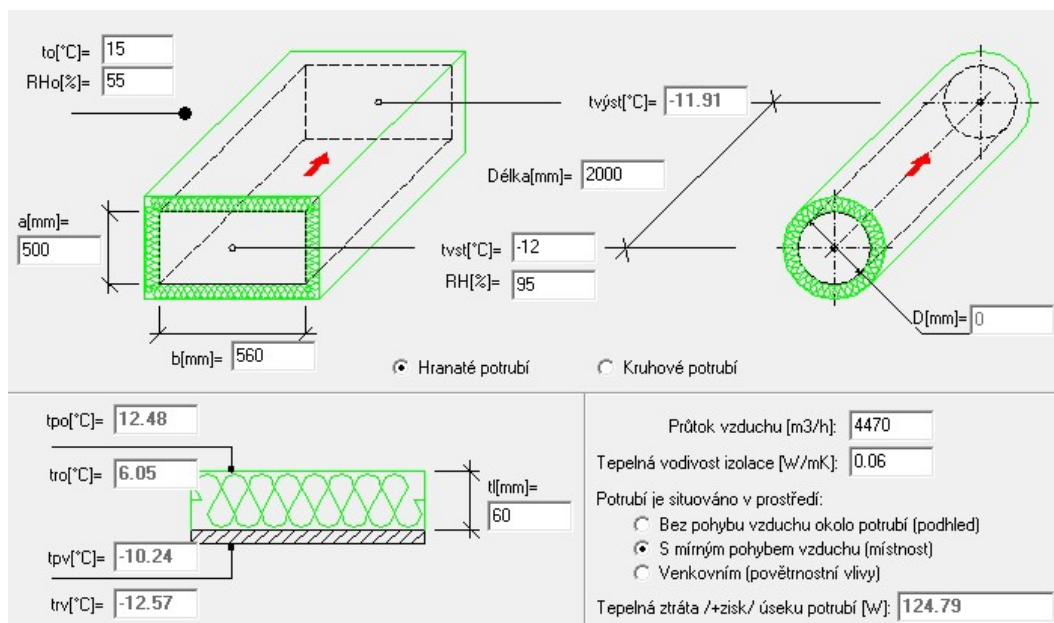 to[°C]= 15
RHo[%]= 55
tvýst[°C]= -11.91
Délka[mm]= 2000
a[mm]=
500
tvst[°C]= -12
RH[%]= 95
D[mm]= 0
b[mm]= 560
Hranaté potrubí
Kruhové potrubí
tpo[°C]= 12.48
tro[°C]= 6.05
tl[mm]=
60
tpv[°C]= -10.24
trv[°C]= -12.57
Průtok vzduchu [m3/h]: 4470
Tepelná vodivost izolace [W/mK]: 0.06
Potrubí je situováno v prostředí:
Bez pohybu vzduchu okolo potrubí (podhled)
S mírným pohybem vzduchu (místnost)
Venkovním (povětrnostní vlivy)
Tepelná ztráta /+zisk/ úseku potrubí [W]: 124.79